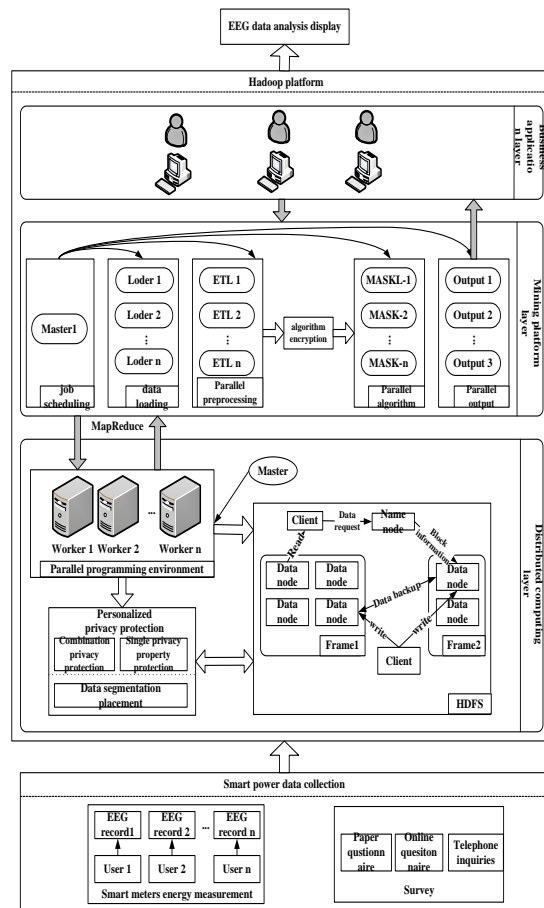 EEG data analysis display
Hadoop platform
Business
applicatio
n layer
Mining platform
layer
Master1
job
scheduling
Loder 1
Loder 2
⋮
Loder n
data
loading
ETL 1
ETL 2
⋮
ETL n
Parallel
preprocessing
algorithm
encryption
MASKL-1
MASK-2
⋮
MASK-n
Parallel
algorithm
Output 1
Output 2
⋮
Output 3
Parallel
output
MapReduce
Distributed computing
layer
Worker 1
Worker 2
...
Worker n
Parallel programming environment
Master
Client
Data
request
Name
node
Block
information
Read
Data
node
Data
node
Data
node
Data
node
Frame1
Data backup
write
write
Client
Data
node
Data
node
Frame2
HDFS
Personalized
privacy protection
Combination
privacy
protection
Single privacy
property
protection
Data segmentation
placement
Smart power data collection
EEG
record1
EEG
record 2
...
EEG
record n
User 1
User 2
User n
Smart meters energy measurement
Paper
qustionn
aire
Online
quesiton
naire
Telephone
inquiries
Survey